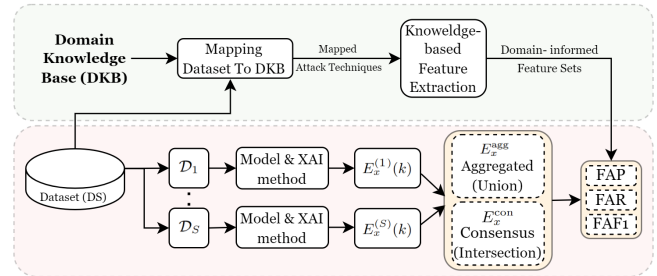 Domain
Knowledge
Base (DKB)
Mapping
Dataset To DKB
Mapped
Attack Techniques
Knoweldge-
based
Feature
Extraction
Domain- informed
Feature Sets
Dataset (DS)
𝒟₁
⋮
𝒟_S
Model & XAI
method
Model & XAI
method
E_x^{(1)}(k)
E_x^{(S)}(k)
E_x^{agg}
Aggregated
(Union)
E_x^{con}
Consensus
(Intersection)
FAP
FAR
FAF1